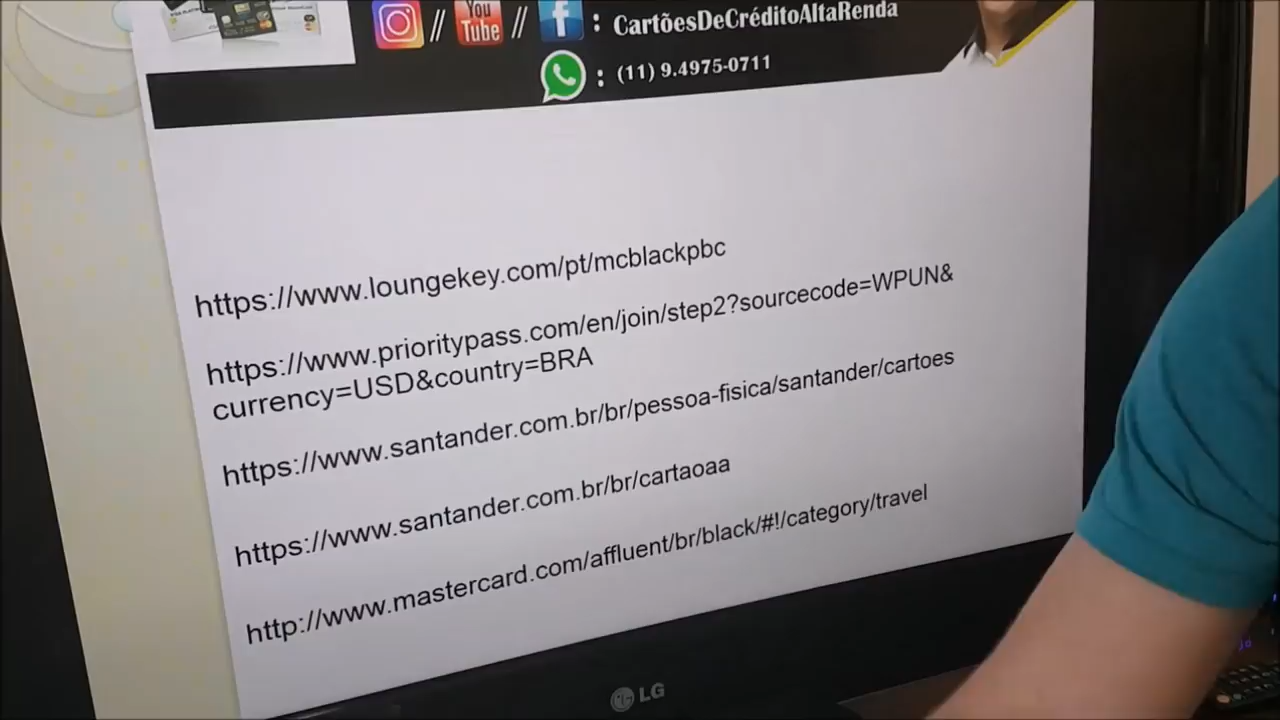 You
Tube
// // : CartõesDeCréditoAltaRenda
: (11) 9.4975-0711
https://www.loungekey.com/pt/mcblackpbc
https://www.prioritypass.com/en/join/step2?sourcecode=WPUN&
currency=USD&country=BRA
https://www.santander.com.br/br/pessoa-fisica/santander/cartoes
https://www.santander.com.br/br/cartaoaa
http://www.mastercard.com/affluent/br/black/#!/category/travel
LG